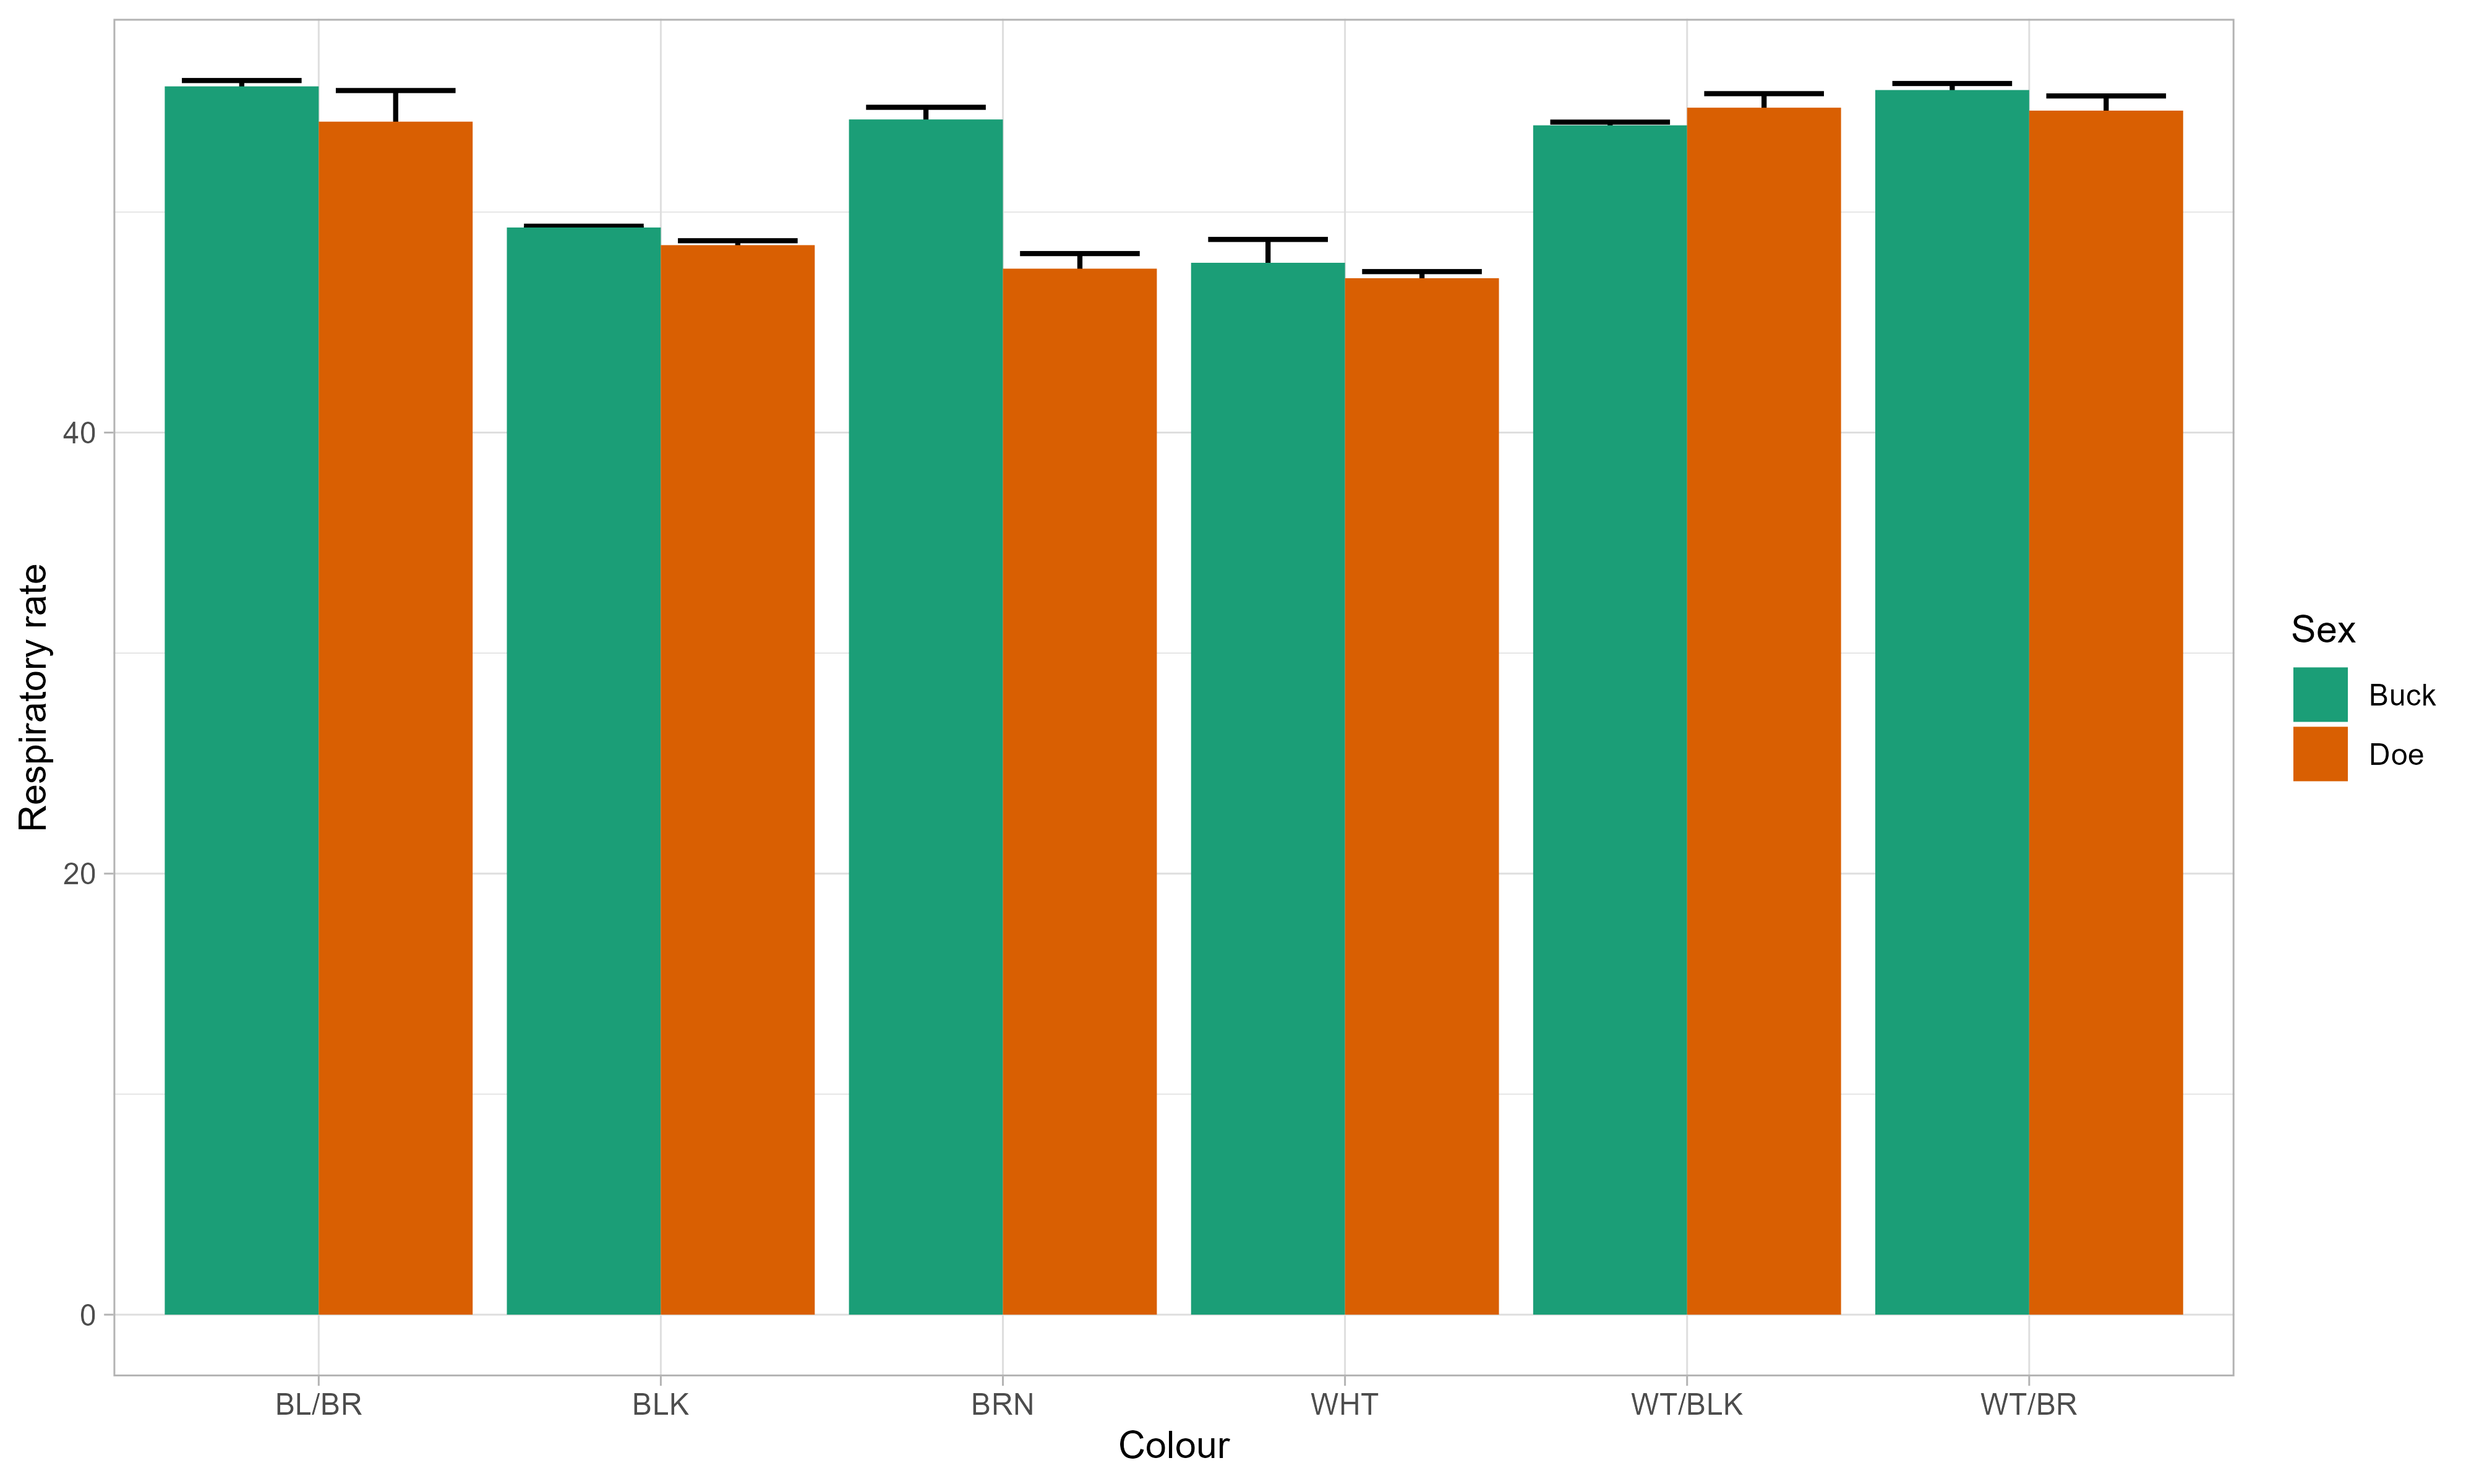 Respiratory rate
40
20
0
BL/BR BLK BRN WHT WT/BLK WT/BR
Colour
Sex
Buck
Doe